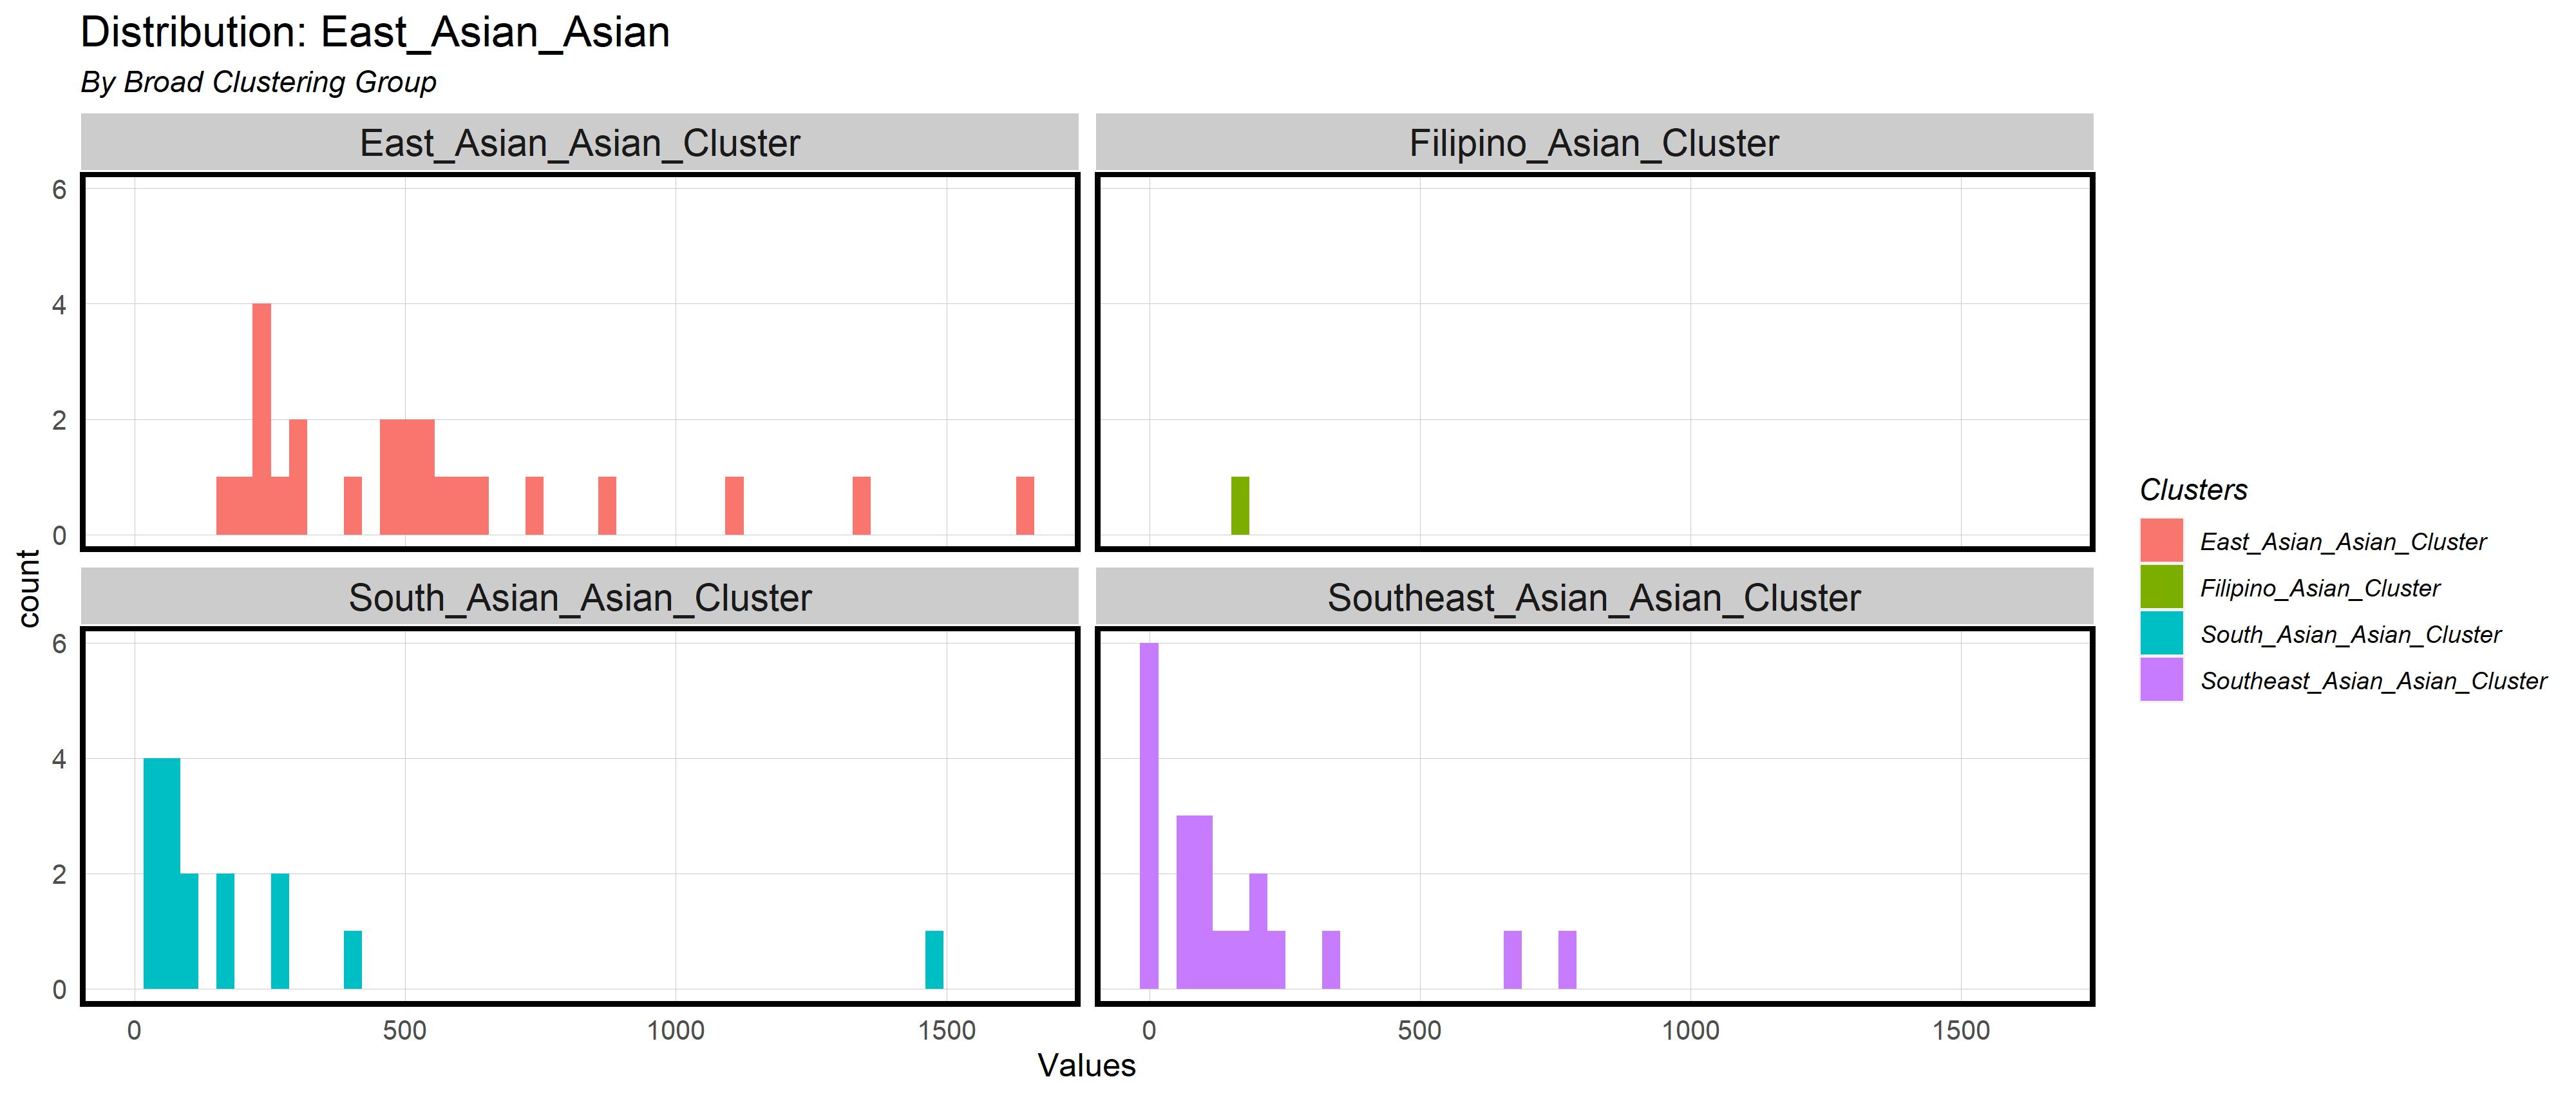 Distribution: East_Asian_Asian
By Broad Clustering Group
East_Asian_Asian_Cluster
Filipino_Asian_Cluster
6
4
2
0
South_Asian_Asian_Cluster
Southeast_Asian_Asian_Cluster
6
4
2
0
count
0 500 1000 1500
0 500 1000 1500
Values
Clusters
East_Asian_Asian_Cluster
Filipino_Asian_Cluster
South_Asian_Asian_Cluster
Southeast_Asian_Asian_Cluster